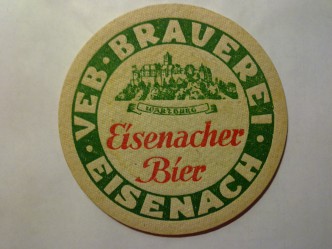 VEB · BRAUEREI ·
WARTBURG
Eisenacher
Bier
EISENACH